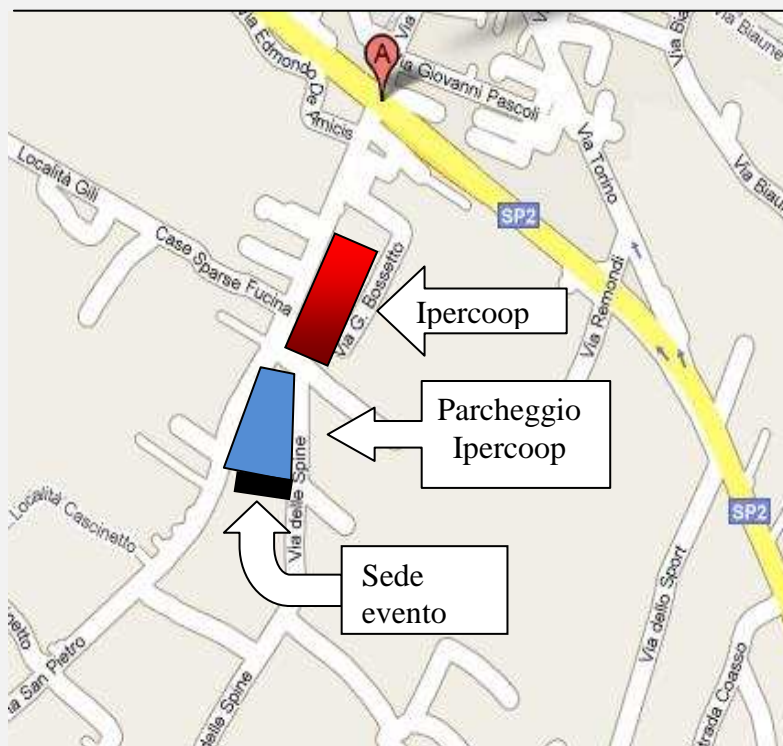 Via Edmondo De Amicis
Via
A
Via Giovanni Pascoli
Via Torino
Via Biaune
SP2
Località Gili
Case Sparse Fucina
Via G. Bossetto
Via Remondi
Ipercoop
Parcheggio
Ipercoop
Via delle Spine
Località Cascinetto
SP2
Sede
evento
Via dello Sport
San Pietro
delle Spine
Coasso